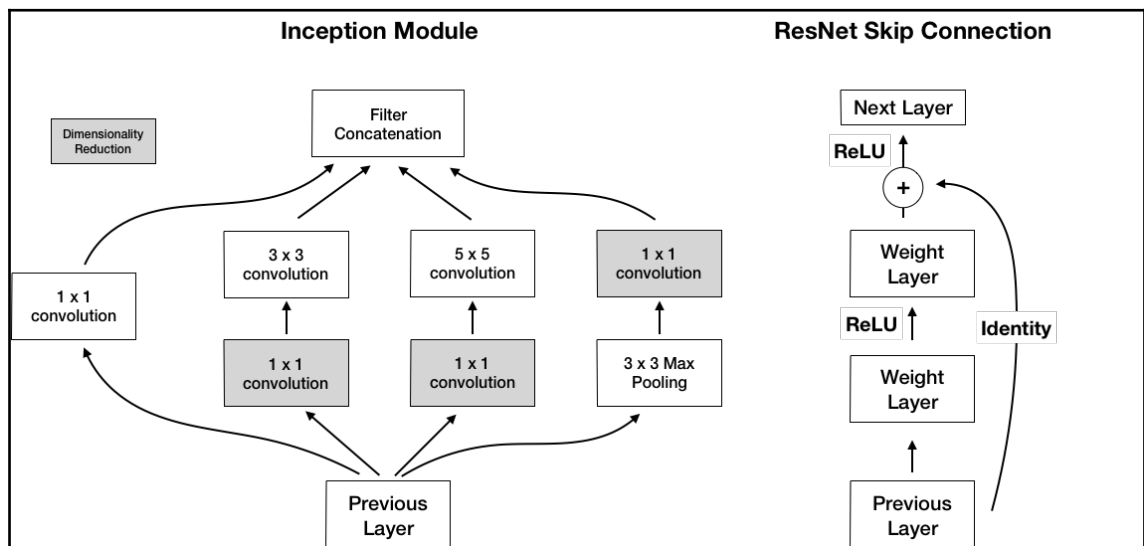 Inception Module
Dimensionality
Reduction
Filter
Concatenation
1 x 1
convolution
3 x 3
convolution
5 x 5
convolution
1 x 1
convolution
1 x 1
convolution
1 x 1
convolution
3 x 3 Max
Pooling
Previous
Layer
ResNet Skip Connection
Next Layer
ReLU
+
Weight
Layer
ReLU
Identity
Weight
Layer
Previous
Layer